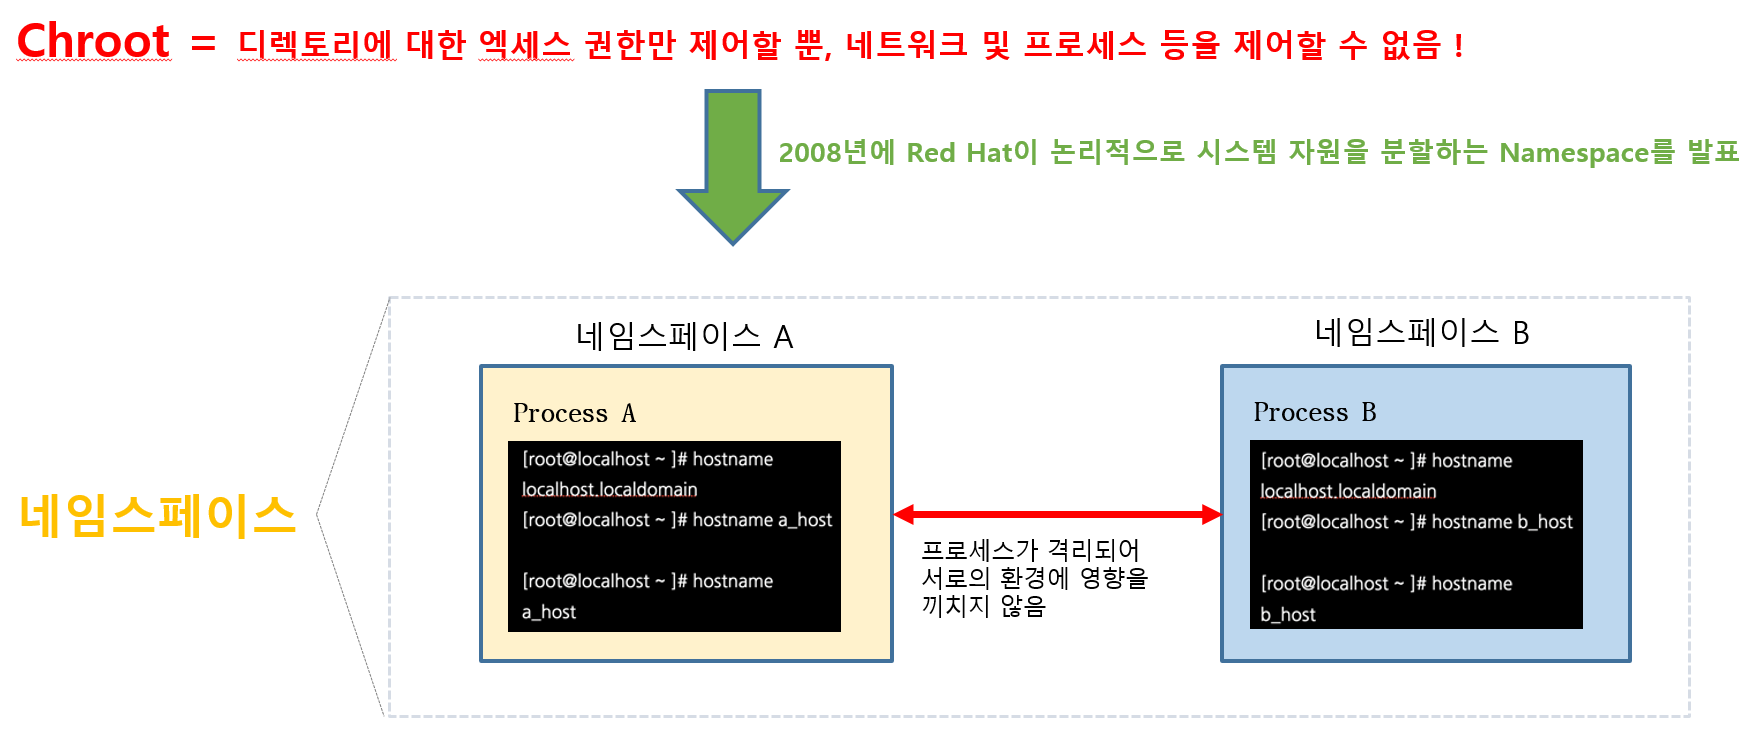 Chroot = 디렉토리에 대한 엑세스 권한만 제어할 뿐, 네트워크 및 프로세스 등을 제어할 수 없음 !
2008년에 Red Hat이 논리적으로 시스템 자원을 분할하는 Namespace를 발표
네임스페이스
네임스페이스 A
Process A
[root@localhost ~ ]# hostname
localhost.localdomain
[root@localhost ~ ]# hostname a_host
[root@localhost ~ ]# hostname
a_host
프로세스가 격리되어
서로의 환경에 영향을
끼치지 않음
네임스페이스 B
Process B
[root@localhost ~ ]# hostname
localhost.localdomain
[root@localhost ~ ]# hostname b_host
[root@localhost ~ ]# hostname
b_host